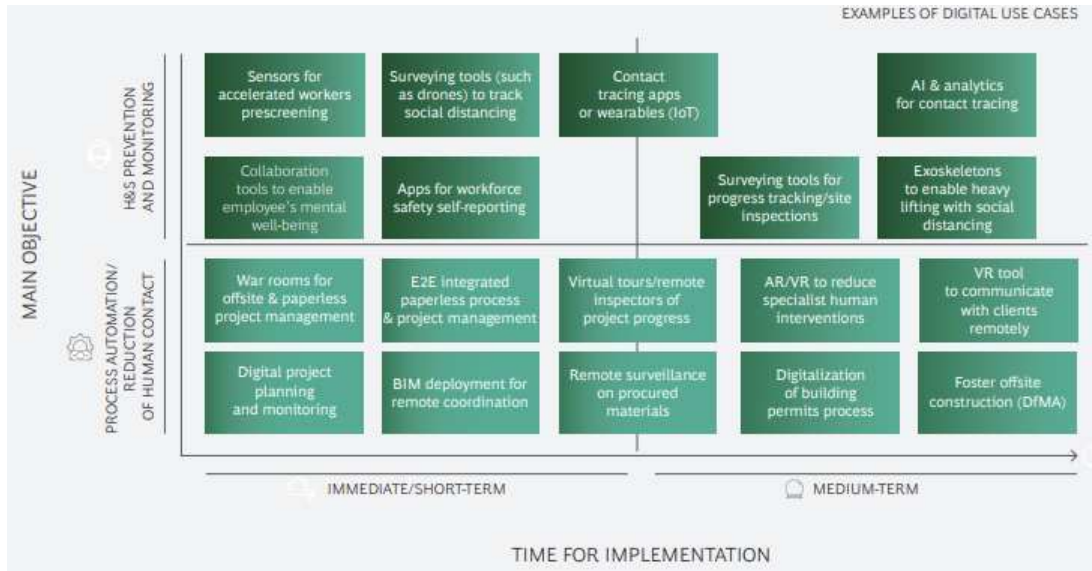 EXAMPLES OF DIGITAL USE CASES
MAIN OBJECTIVE
H&S PREVENTION
AND MONITORING
Sensors for
accelerated workers
prescreening
Surveying tools (such
as drones) to track
social distancing
Contact
tracing apps
or wearables (IoT)
AI & analytics
for contact tracing
Collaboration
tools to enable
employee's mental
well-being
Apps for workforce
safety self-reporting
Surveying tools for
progress tracking/site
inspections
Exoskeletons
to enable heavy
lifting with social
distancing
PROCESS AUTOMATION/
REDUCTION
OF HUMAN CONTACT
War rooms for
offsite & paperless
project management
E2E integrated
paperless process
& project management
Virtual tours/remote
inspectors of
project progress
AR/VR to reduce
specialist human
interventions
VR tool
to communicate
with clients
remotely
Digital project
planning
and monitoring
BIM deployment for
remote coordination
Remote surveillance
on procured
materials
Digitalization
of building
permits process
Foster offsite
construction (DfMA)
IMMEDIATE/SHORT-TERM
MEDIUM-TERM
TIME FOR IMPLEMENTATION